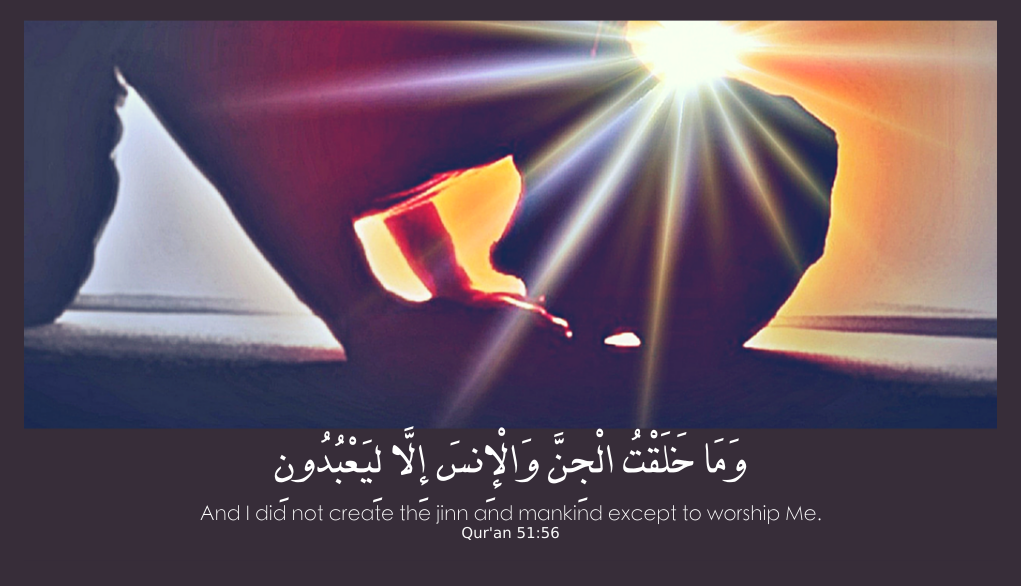 وَمَا خَلَقْتُ الْجِنَّ وَالْإِنسَ إِلَّا لِيَعْبُدُونِ
And I did not create the jinn and mankind except to worship Me.
Qur'an 51:56